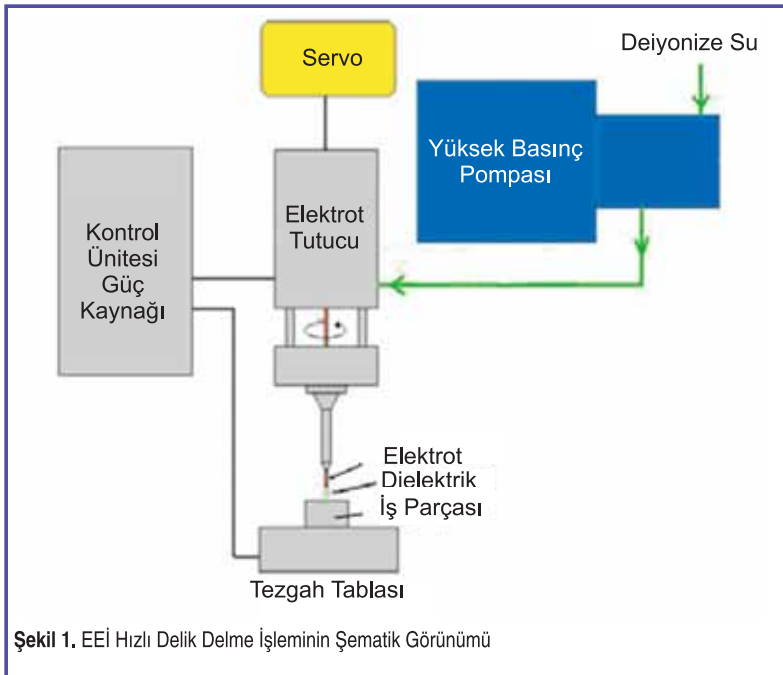 Servo
Deiyonize Su
Yüksek Basınç
Pompası
Elektrot
Tutucu
Kontrol
Ünitesi
Güç
Kaynağı
Elektrot
Dielektrik
İş Parçası
Tezgah Tablası
Şekil 1. EEİ Hızlı Delik Delme İşleminin Şematik Görünümü